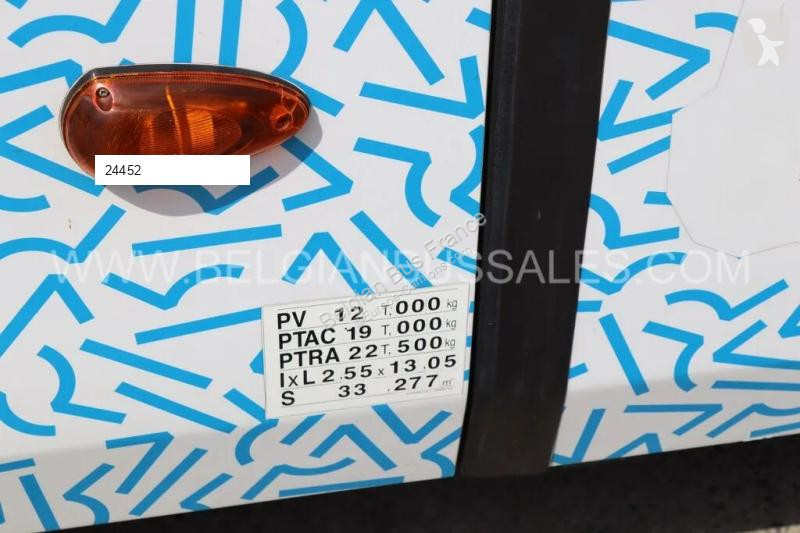 24452
WWW.BELGIANBUSSALES.COM
Belgian Bus France
PV 12 T,000 kg
PTAC 19 T,000 kg
PTRA 22 T,500 kg
IxL 2,55 x 13,05
S 33,277 m²